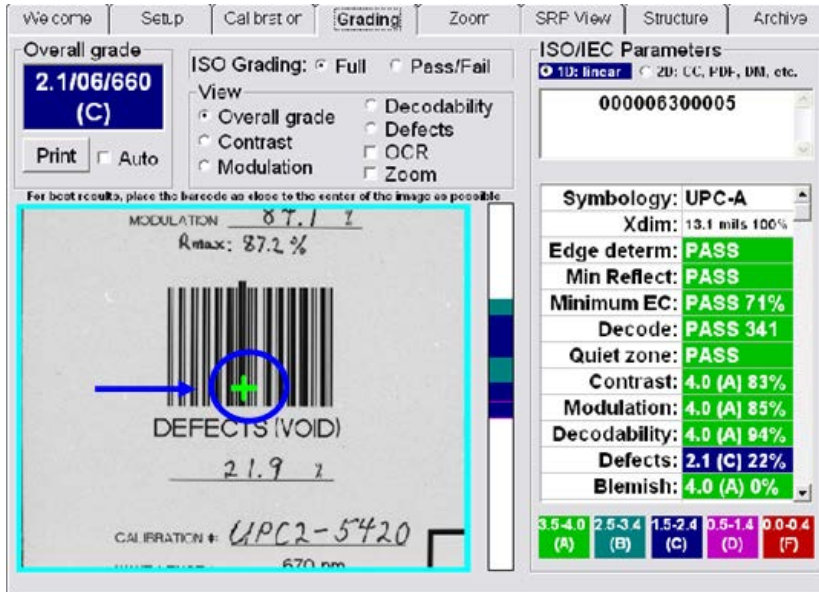 Welcome Setup Calibration Grading Zoom SRP View Structure Archive
Overall grade
2.1/06/660
(C)
Print Auto
ISO Grading: Full Pass/Fail
View
Overall grade
Contrast
Modulation
Decodability
Defects
OCR
Zoom
For best results, place the barcode as close to the center of the image as possible
MODULATION 87.1 %
Rmax: 87.2 %
DEFECTS (VOID)
21.9 %
CALIBRATION #: UPC2-5420
670 nm
ISO/IEC Parameters
1D: linear 2D: CC, PDF, DM, etc.
000006300005
Symbology: UPC-A
Xdim: 13.1 mils 100%
Edge determ: PASS
Min Reflect: PASS
Minimum EC: PASS 71%
Decode: PASS 341
Quiet zone: PASS
Contrast: 4.0 (A) 83%
Modulation: 4.0 (A) 85%
Decodability: 4.0 (A) 94%
Defects: 2.1 (C) 22%
Blemish: 4.0 (A) 0%
3.5-4.0 2.5-3.4 1.5-2.4 0.5-1.4 0.0-0.4
(A) (B) (C) (D) (F)